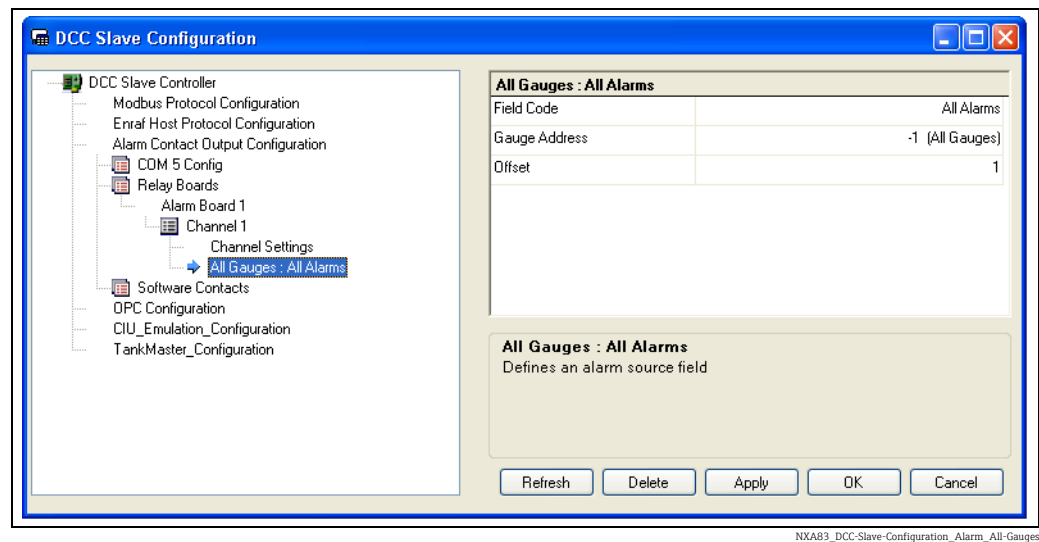 DCC Slave Configuration
DCC Slave Controller
Modbus Protocol Configuration
Enraf Host Protocol Configuration
Alarm Contact Output Configuration
COM 5 Config
Relay Boards
Alarm Board 1
Channel 1
Channel Settings
All Gauges : All Alarms
Software Contacts
OPC Configuration
CIU_Emulation_Configuration
TankMaster_Configuration
All Gauges : All Alarms
Field Code All Alarms
Gauge Address -1 (All Gauges)
Offset 1
All Gauges : All Alarms
Defines an alarm source field
Refresh Delete Apply OK Cancel
NXA83_DCC-Slave-Configuration_Alarm_All-Gauges